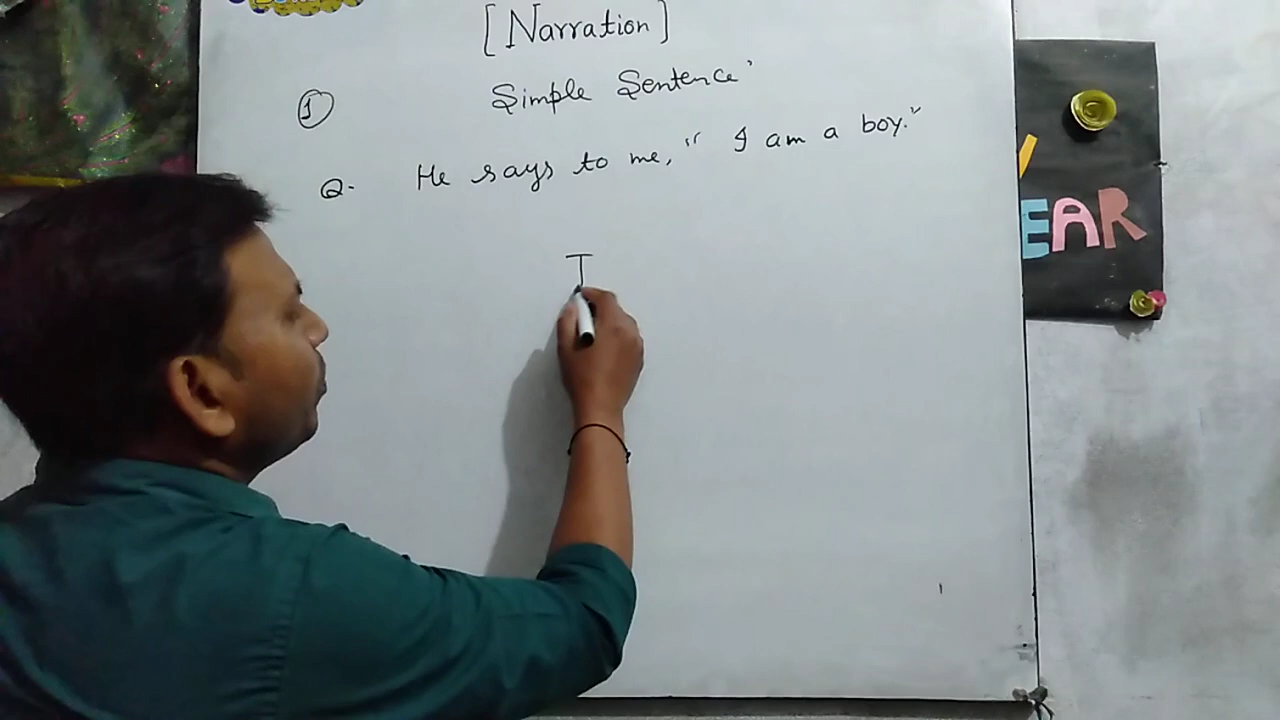 [Narration]
① Simple Sentence'
Q- He says to me, " I am a boy."
T
EAR